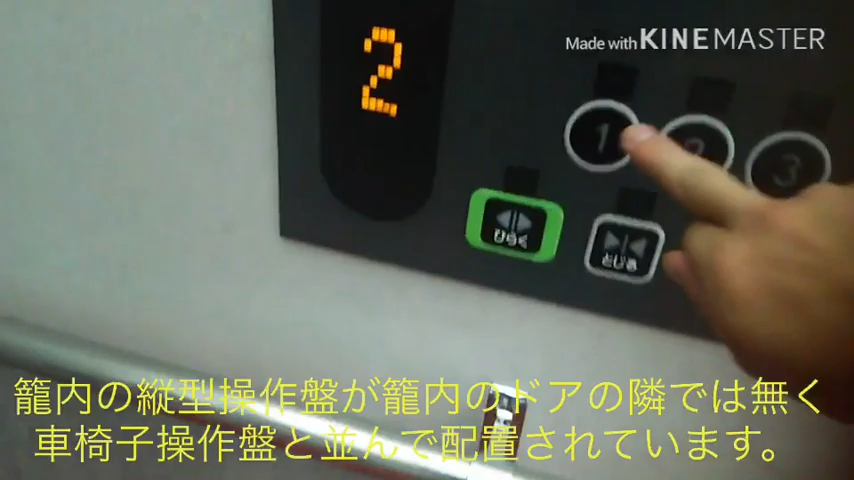 Made with KINEMASTER
2
1 2 3
ひらく とじる
籠内の縦型操作盤が籠内のドアの隣では無く
車椅子操作盤と並んで配置されています。